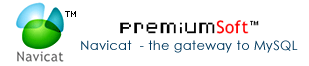 TM
PremiumSoft™
Navicat
Navicat - the gateway to MySQL